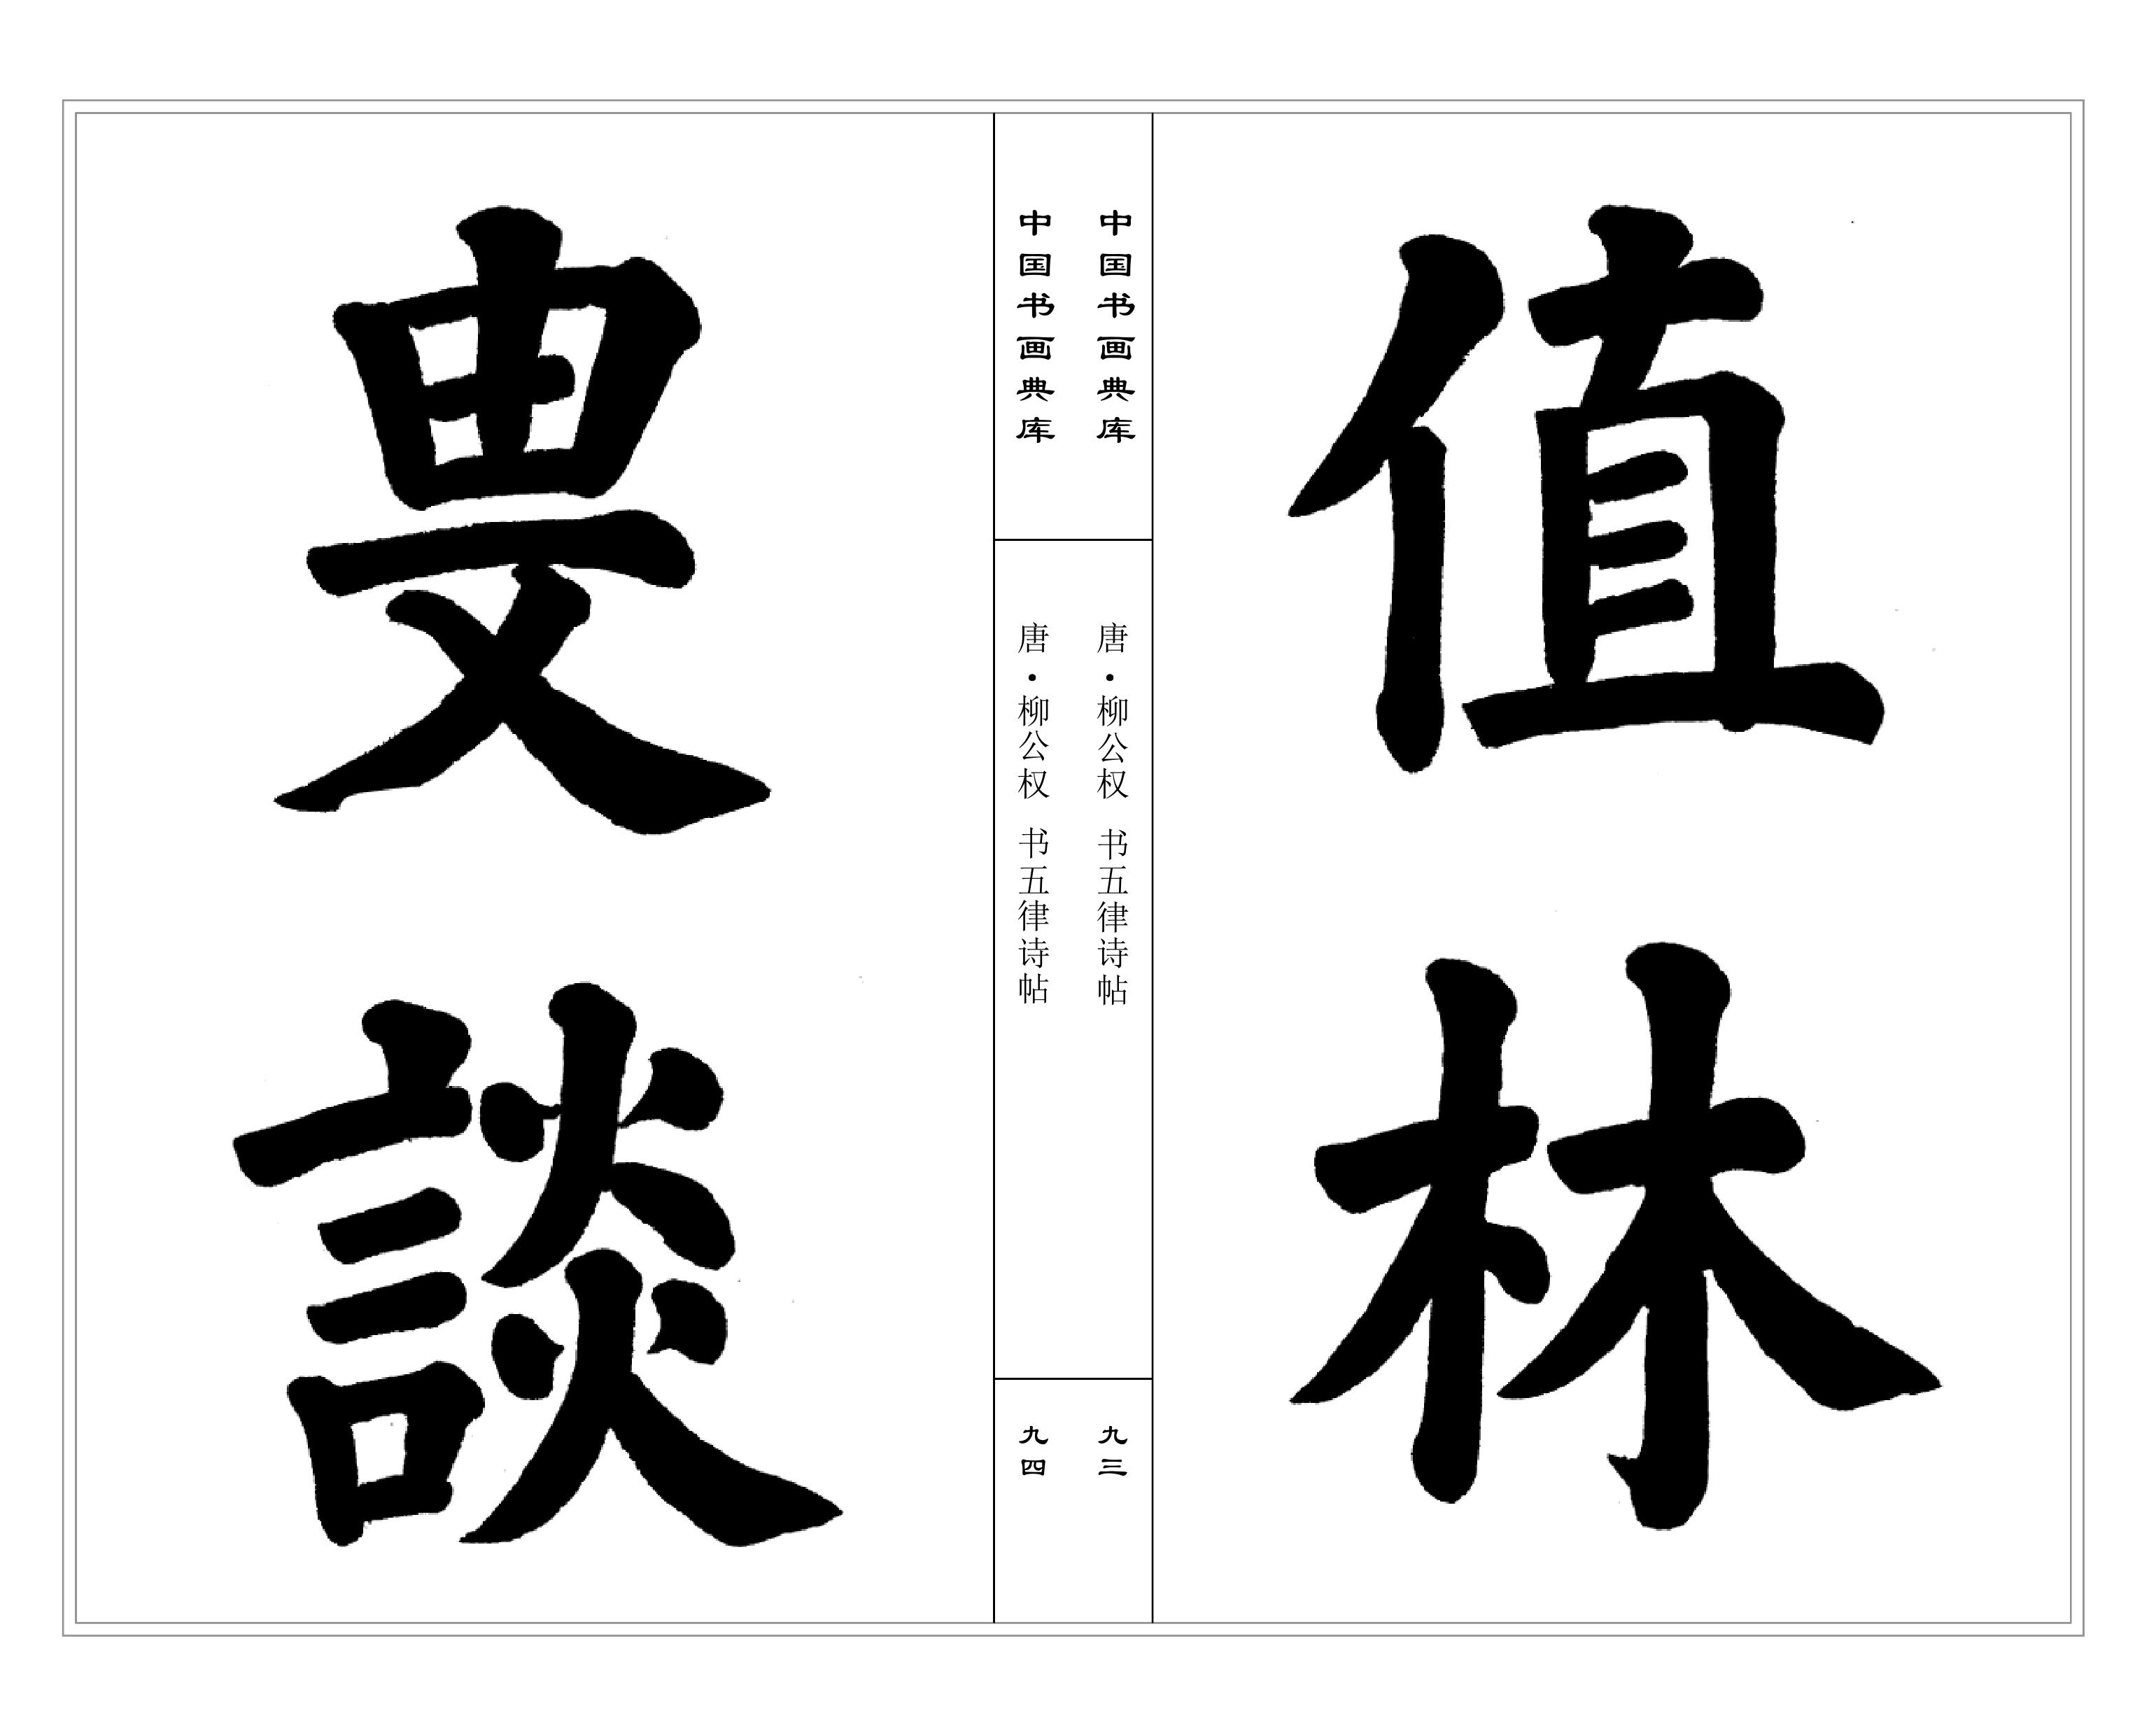 值林
中国书画典库
唐·柳公权 书五律诗帖
九三
中国书画典库
唐·柳公权 书五律诗帖
九四
叟談